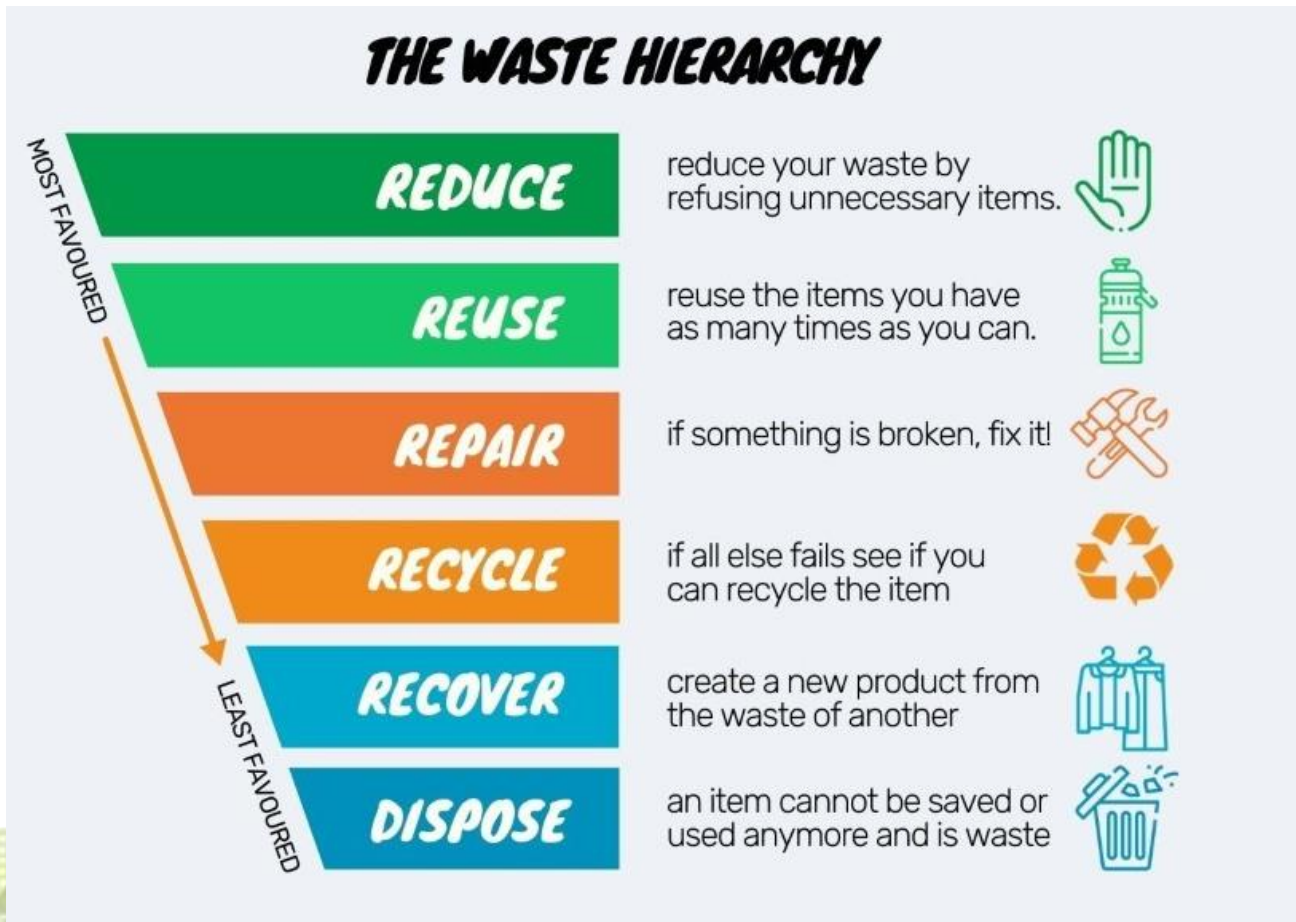 THE WASTE HIERARCHY
MOST FAVOURED
REDUCE
reduce your waste by
refusing unnecessary items.
REUSE
reuse the items you have
as many times as you can.
REPAIR
if something is broken, fix it!
RECYCLE
if all else fails see if you
can recycle the item
RECOVER
create a new product from
the waste of another
LEAST FAVOURED
DISPOSE
an item cannot be saved or
used anymore and is waste